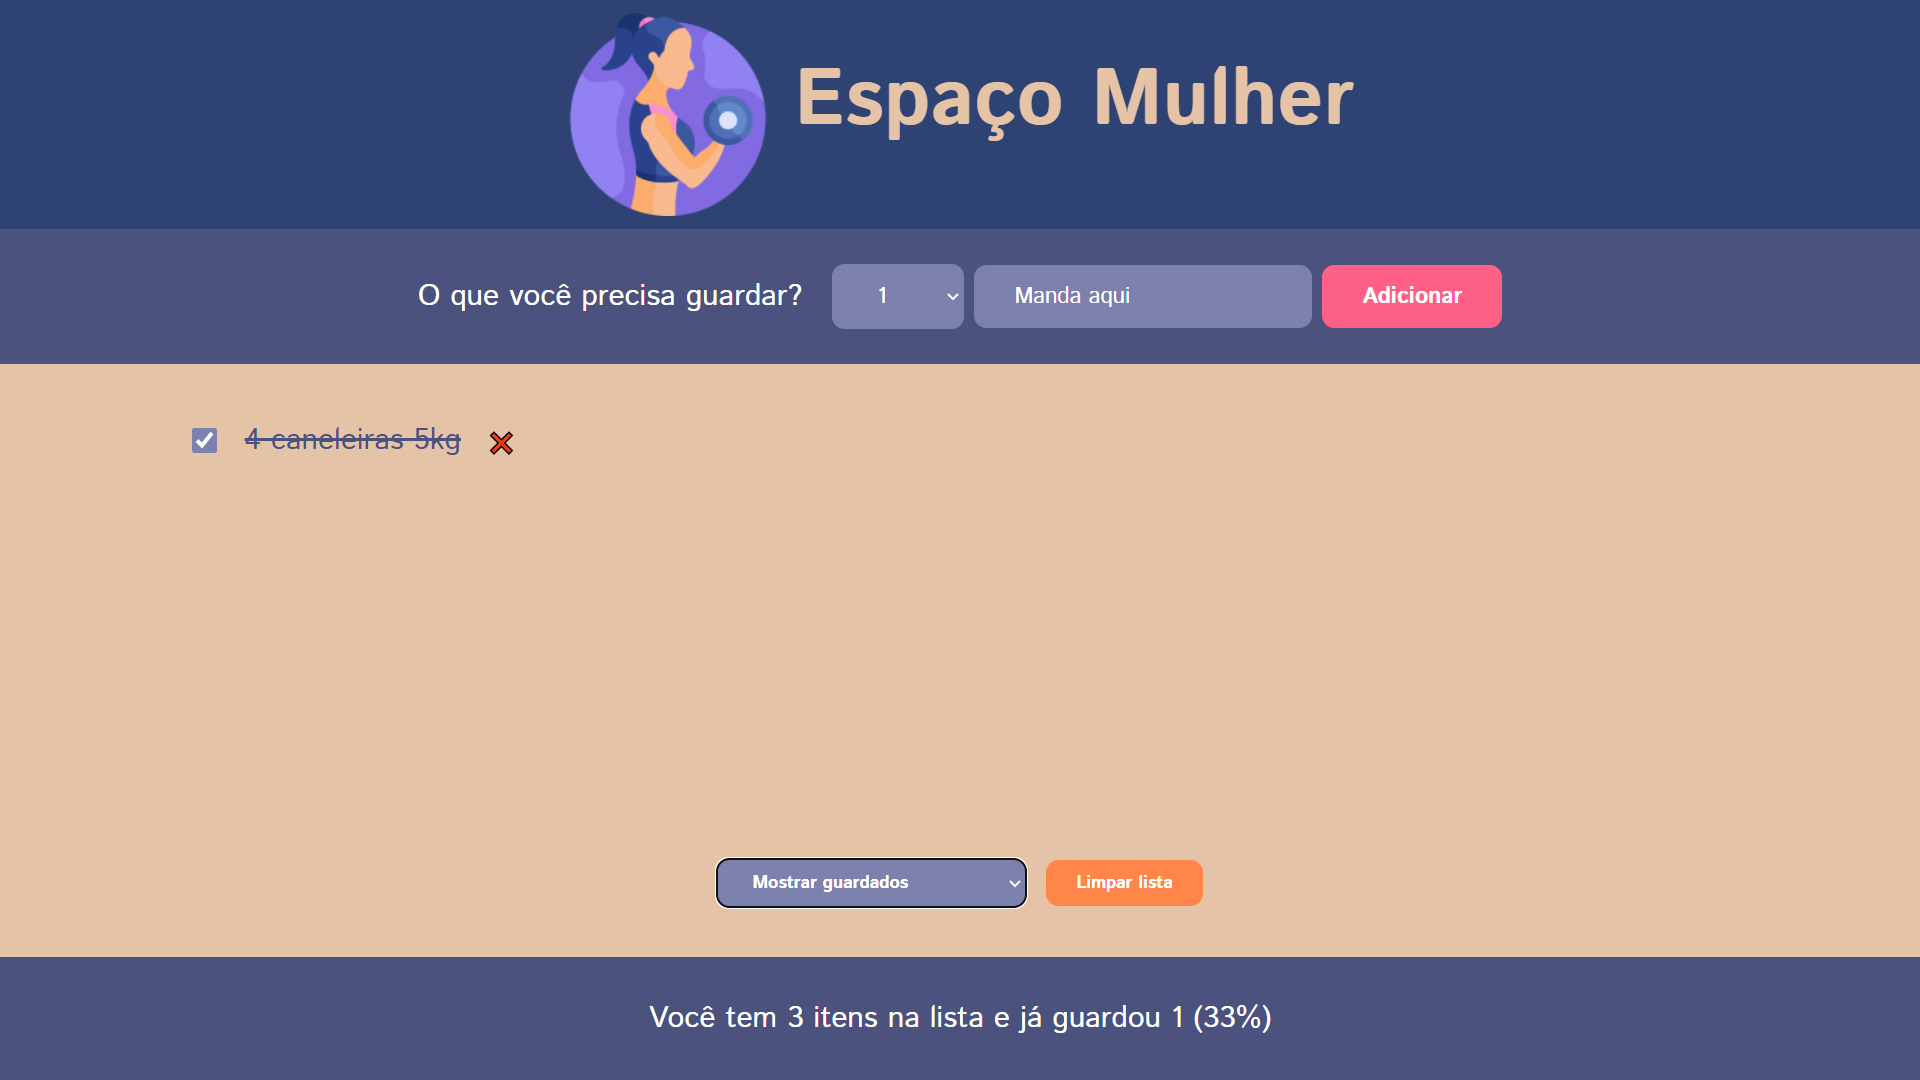 Espaço Mulher
O que você precisa guardar? 1 Manda aqui Adicionar
4 caneleiras 5kg
Mostrar guardados Limpar lista
Você tem 3 itens na lista e já guardou 1 (33%)